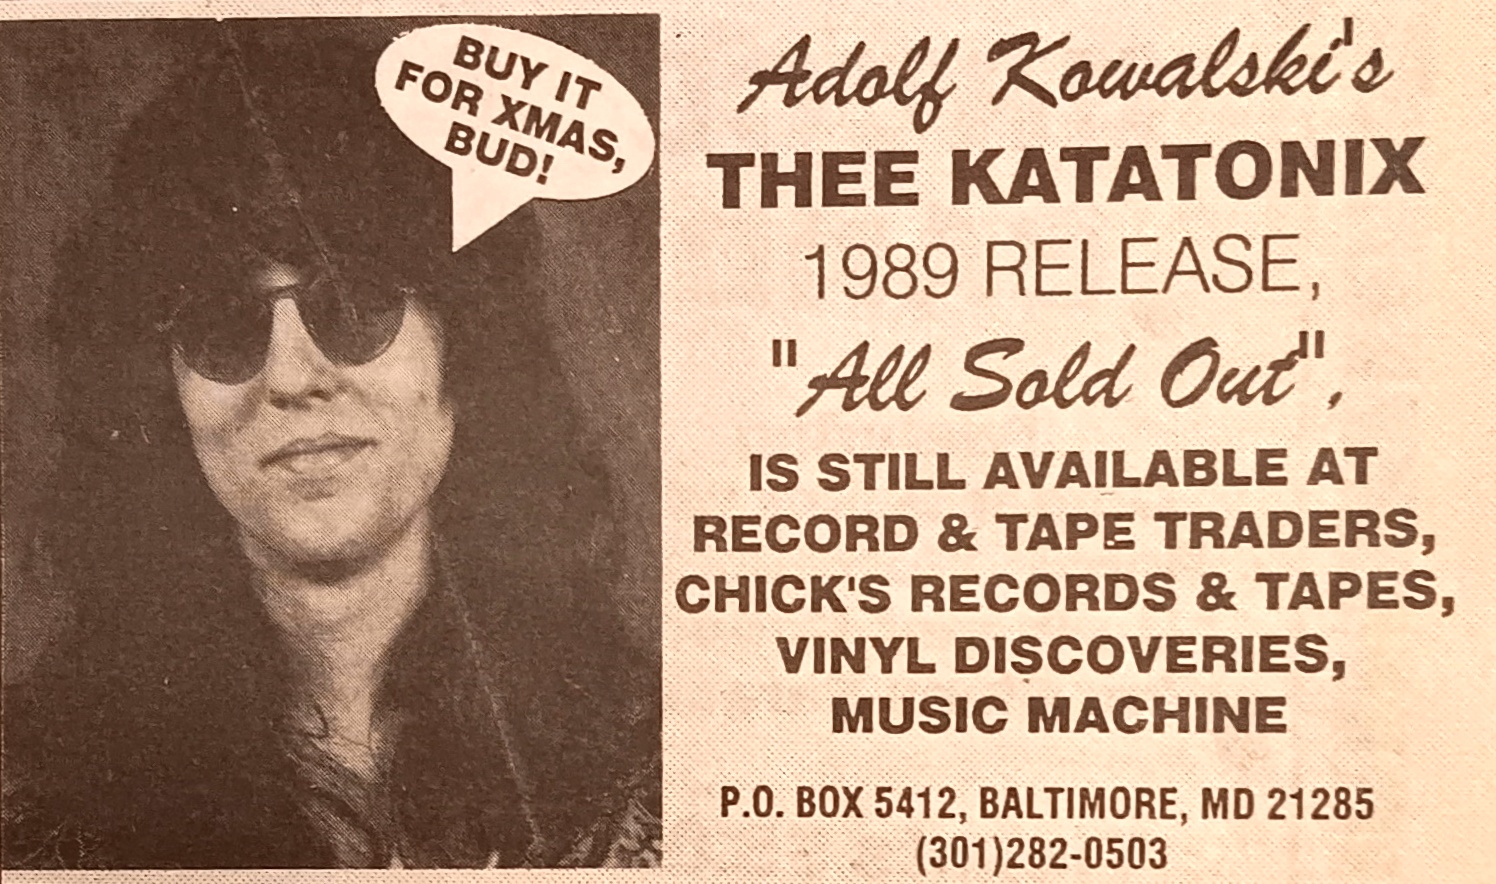 BUY IT
FOR XMAS,
BUD!
Adolf Kowalski's
THEE KATATONIX
1989 RELEASE,
"All Sold Out",
IS STILL AVAILABLE AT
RECORD & TAPE TRADERS,
CHICK'S RECORDS & TAPES,
VINYL DISCOVERIES,
MUSIC MACHINE
P.O. BOX 5412, BALTIMORE, MD 21285
(301)282-0503